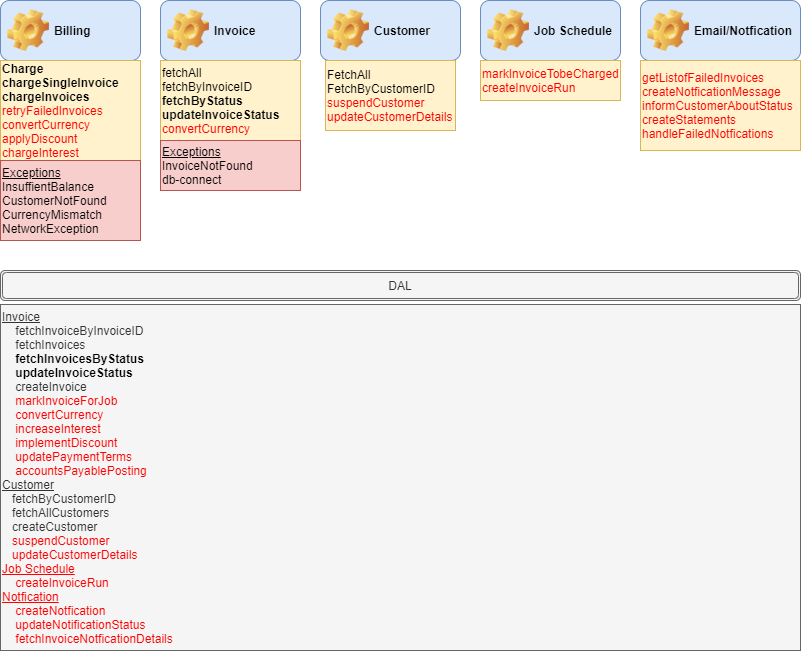 Billing
Charge
chargeSingleInvoice
chargeInvoices
retryFailedInvoices
convertCurrency
applyDiscount
chargeInterest
Exceptions
InsuffientBalance
CustomerNotFound
CurrencyMismatch
NetworkException
Invoice
fetchAll
fetchByInvoiceID
fetchByStatus
updateInvoiceStatus
convertCurrency
Exceptions
InvoiceNotFound
db-connect
Customer
FetchAll
FetchByCustomerID
suspendCustomer
updateCustomerDetails
Job Schedule
markInvoiceTobeCharged
createInvoiceRun
Email/Notfication
getListofFailedInvoices
createNotficationMessage
informCustomerAboutStatus
createStatements
handleFailedNotfications
DAL
Invoice
fetchInvoiceByInvoiceID
fetchInvoices
fetchInvoicesByStatus
updateInvoiceStatus
createInvoice
markInvoiceForJob
convertCurrency
increaseInterest
implementDiscount
updatePaymentTerms
accountsPayablePosting
Customer
fetchByCustomerID
fetchAllCustomers
createCustomer
suspendCustomer
updateCustomerDetails
Job Schedule
createInvoiceRun
Notfication
createNotfication
updateNotificationStatus
fetchInvoiceNotficationDetails